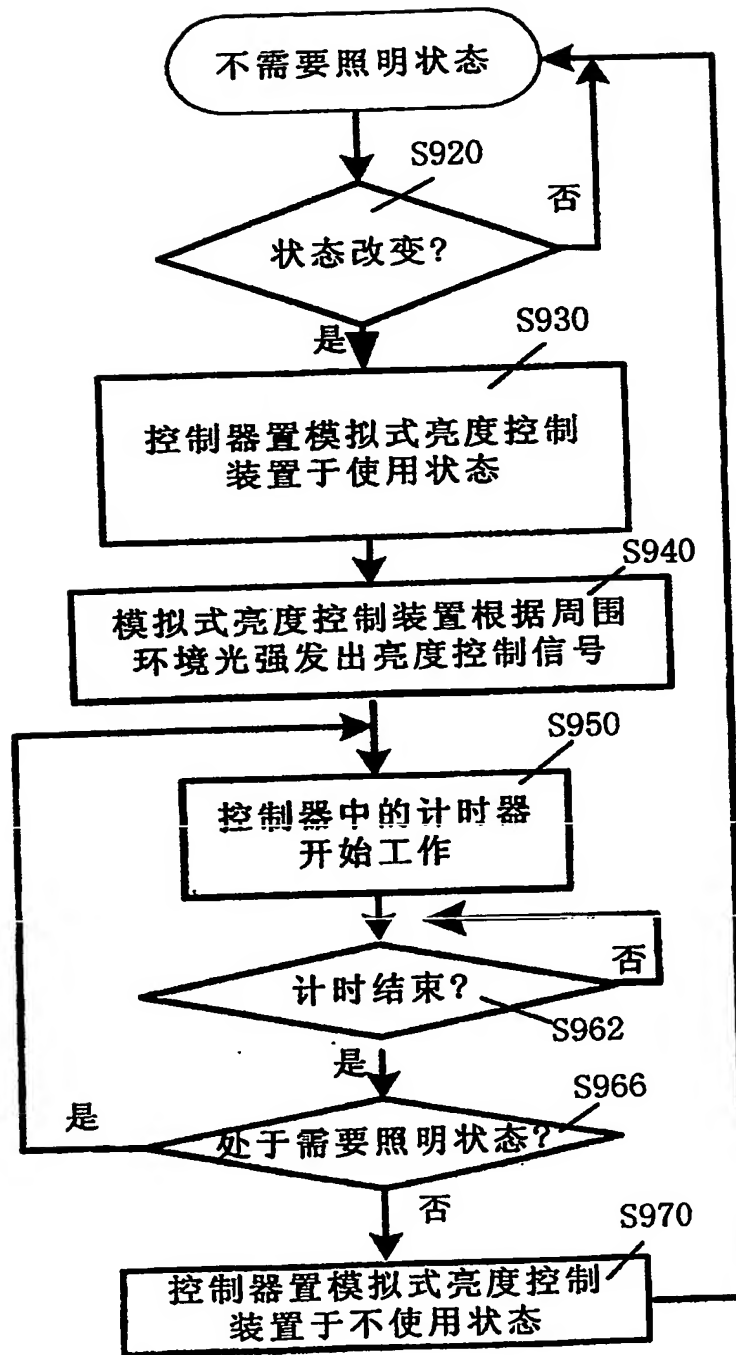 不需要照明状态
S920
否
状态改变?
是
S930
控制器置模拟式亮度控制
装置于使用状态
S940
模拟式亮度控制装置根据周围
环境光强发出亮度控制信号
S950
控制器中的计时器
开始工作
否
计时结束?
S962
是
S966
是
处于需要照明状态?
否
S970
控制器置模拟式亮度控制
装置于不使用状态